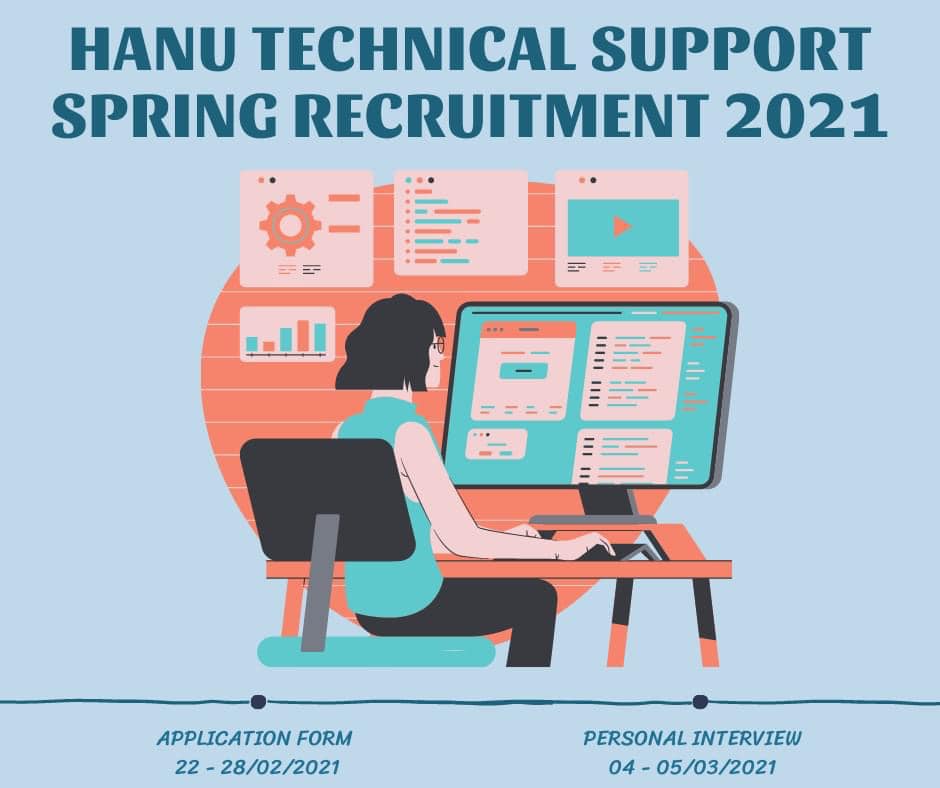 HANU TECHNICAL SUPPORT
SPRING RECRUITMENT 2021
APPLICATION FORM
22 - 28/02/2021
PERSONAL INTERVIEW
04 - 05/03/2021